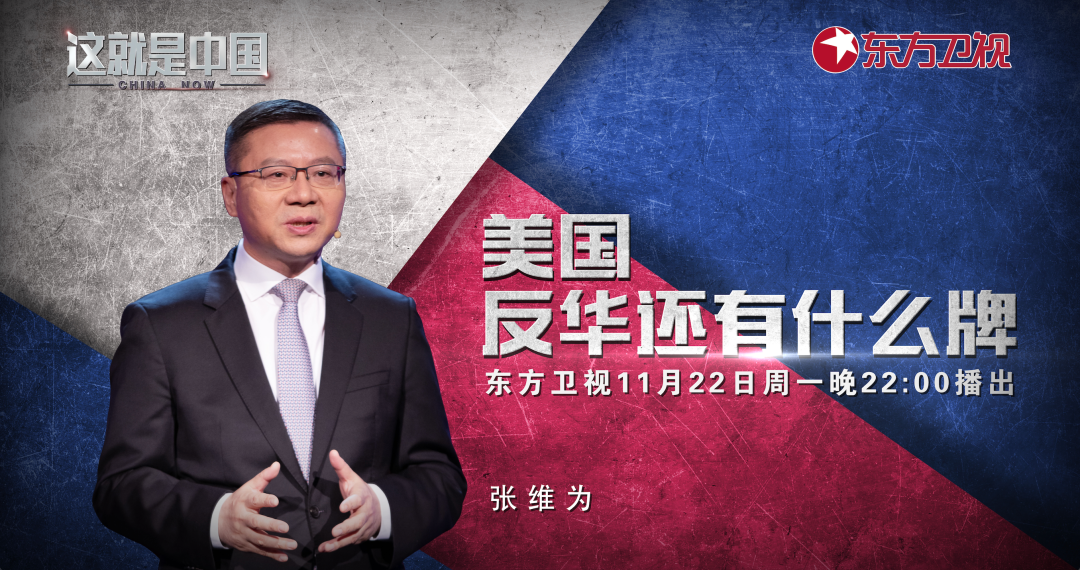 这就是中国
CHINA NOW
东方卫视
美国
反华还有什么牌
东方卫视11月22日周一晚22:00播出
张维为